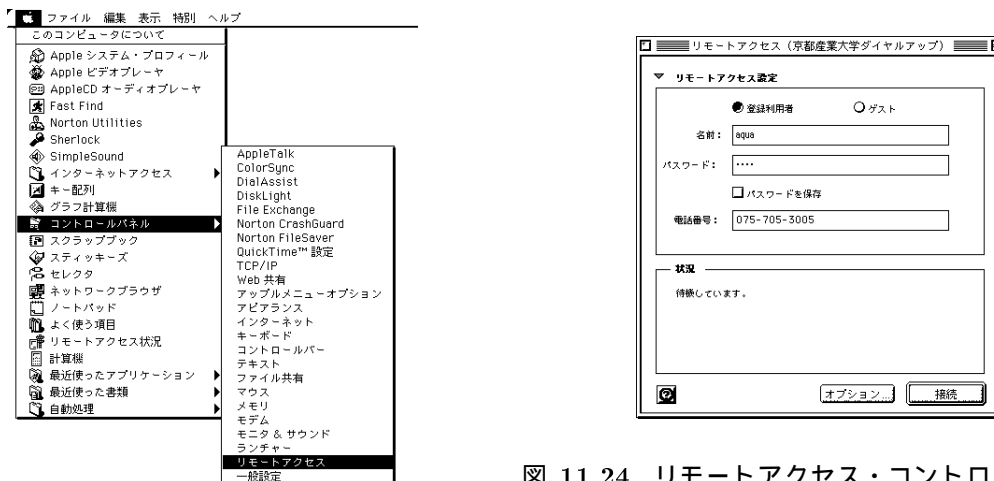 ファイル 編集 表示 特別 ヘルプ
このコンピュータについて
Apple システム・プロフィール
Apple ビデオプレーヤ
AppleCD オーディオプレーヤ
Fast Find
Norton Utilities
Sherlock
SimpleSound
インターネットアクセス
キー配列
グラフ計算機
コントロールパネル
スクラップブック
スティッキーズ
セレクタ
ネットワークブラウザ
ノートパッド
よく使う項目
リモートアクセス状況
計算機
最近使ったアプリケーション
最近使った書類
自動処理
AppleTalk
ColorSync
DialAssist
DiskLight
File Exchange
Norton CrashGuard
Norton FileSaver
QuickTime™ 設定
TCP/IP
Web 共有
アップルメニューオプション
アピアランス
インターネット
キーボード
コントロールバー
テキスト
ファイル共有
マウス
メモリ
モデム
モニタ & サウンド
ランチャー
リモートアクセス
一般設定
リモートアクセス（京都産業大学ダイヤルアップ）
リモートアクセス設定
登録利用者 ゲスト
名前： aqua
パスワード： ····
パスワードを保存
電話番号： 075-705-3005
状況
待機しています。
オプション... 接続
図 11.24 リモートアクセス・コントロ